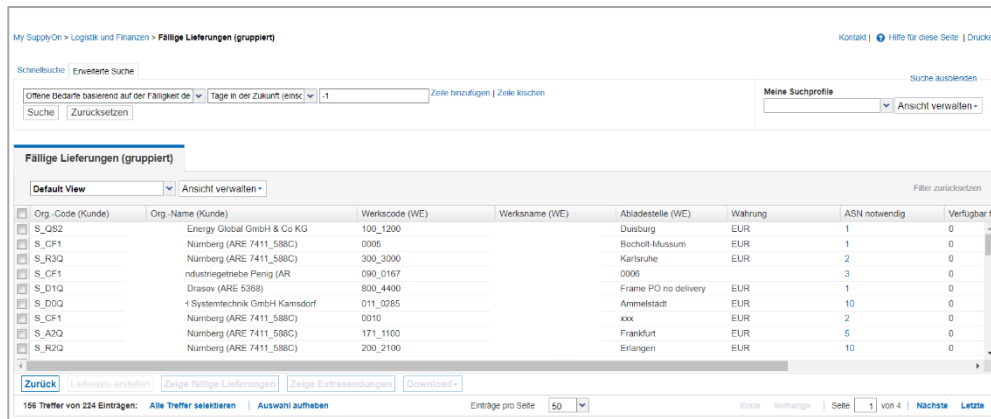 My SupplyOn > Logistik und Finanzen > Fällige Lieferungen (gruppiert)
Kontakt | Hilfe für diese Seite | Drucke
Schnellsuche Erweiterte Suche
Suche ausblenden
Offene Bedarfe basierend auf der Fälligkeit de Tage in der Zukunft (einsc -1 Zeile hinzufügen | Zeile löschen
Meine Suchprofile
Suche Zurücksetzen
Ansicht verwalten
Fällige Lieferungen (gruppiert)
Default View Ansicht verwalten Filter zurücksetzen
Org.-Code (Kunde) Org.-Name (Kunde) Werkscode (WE) Werksname (WE) Abladestelle (WE) Währung ASN notwendig Verfügbar f
S_QS2 Energy Global GmbH & Co KG 100_1200 Duisburg EUR 1 0
S_CF1 Nürnberg (ARE 7411_588C) 0005 Bocholt-Mussum EUR 1 0
S_R3Q Nürnberg (ARE 7411_588C) 300_3000 Karlsruhe EUR 2 0
S_CF1 ndustriegetriebe Penig (AR 090_0167 0006 3 0
S_D1Q Drasov (ARE 5368) 800_4400 Frame PO no delivery EUR 1 0
S_D0Q Systemtechnik GmbH Kamsdorf 011_0285 Ammelstädt EUR 10 0
S_CF1 Nürnberg (ARE 7411_588C) 0010 xxx EUR 2 0
S_A2Q Nürnberg (ARE 7411_588C) 171_1100 Frankfurt EUR 5 0
S_R2Q Nürnberg (ARE 7411_588C) 200_2100 Erlangen EUR 10 0
Zurück Lieferavis erstellen Zeige fällige Lieferungen Zeige Extrasendungen Download
156 Treffer von 224 Einträgen: Alle Treffer selektieren | Auswahl aufheben Einträge pro Seite 50 Erste Vorherige | Seite 1 von 4 | Nächste Letzte